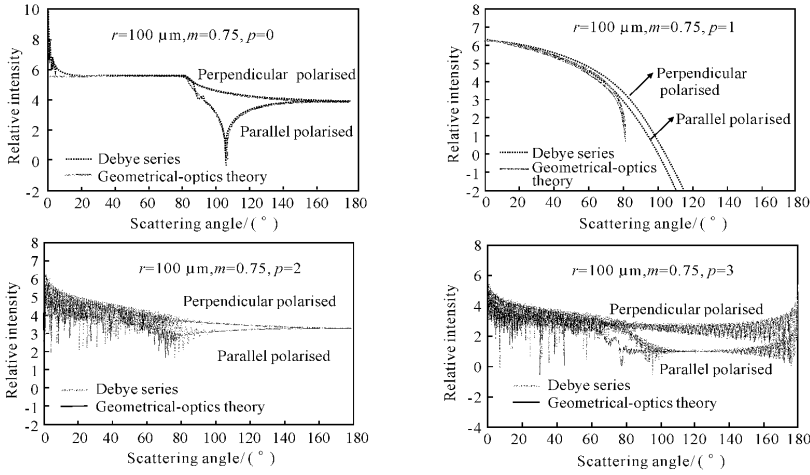 10
8
6
4
2
0
-2
Relative intensity
r=100 μm,m=0.75,p=0
Perpendicular polarised
Parallel polarised
Debye series
Geometrical-optics theory
0 20 40 60 80 100 120 140 160 180
Scattering angle/(°)
8
7
6
5
4
3
2
1
0
-1
-2
Relative intensity
r=100 μm,m=0.75,p=1
Perpendicular
polarised
Parallel polarised
Debye series
Geometrical-optics
theory
0 20 40 60 80 100 120 140 160 180
Scattering angle/(°)
8
7
6
5
4
3
2
1
0
-1
-2
Relative intensity
r=100 μm,m=0.75, p=2
Perpendicular polarised
Parallel polarised
Debye series
Geometrical-optics theory
0 20 40 60 80 100 120 140 160 180
Scattering angle/(°)
8
6
4
2
0
-2
-4
Relative intensity
r=100 μm,m=0.75, p=3
Perpendicular polarised
Parallel polarised
Debye series
Geometrical-optics theory
0 20 40 60 80 100 120 140 160 180
Scattering angle/(°)